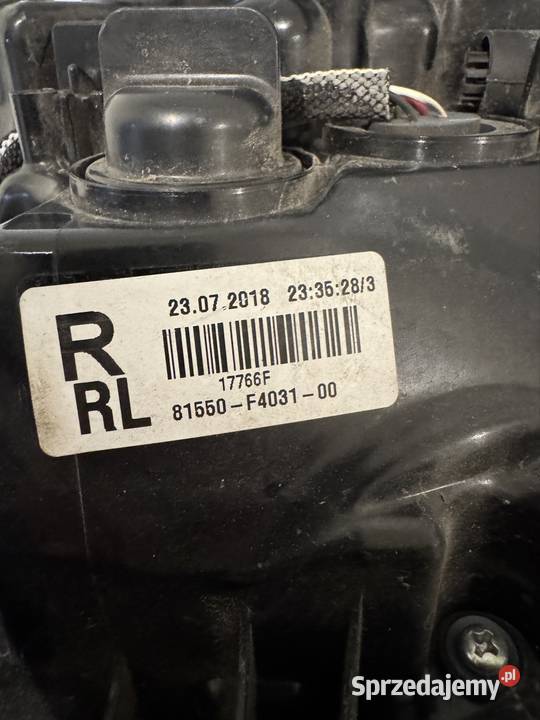 23.07.2018 23:35:28/3
R
17766F
RL
81550-F4031-00
Sprzedajemy.pl